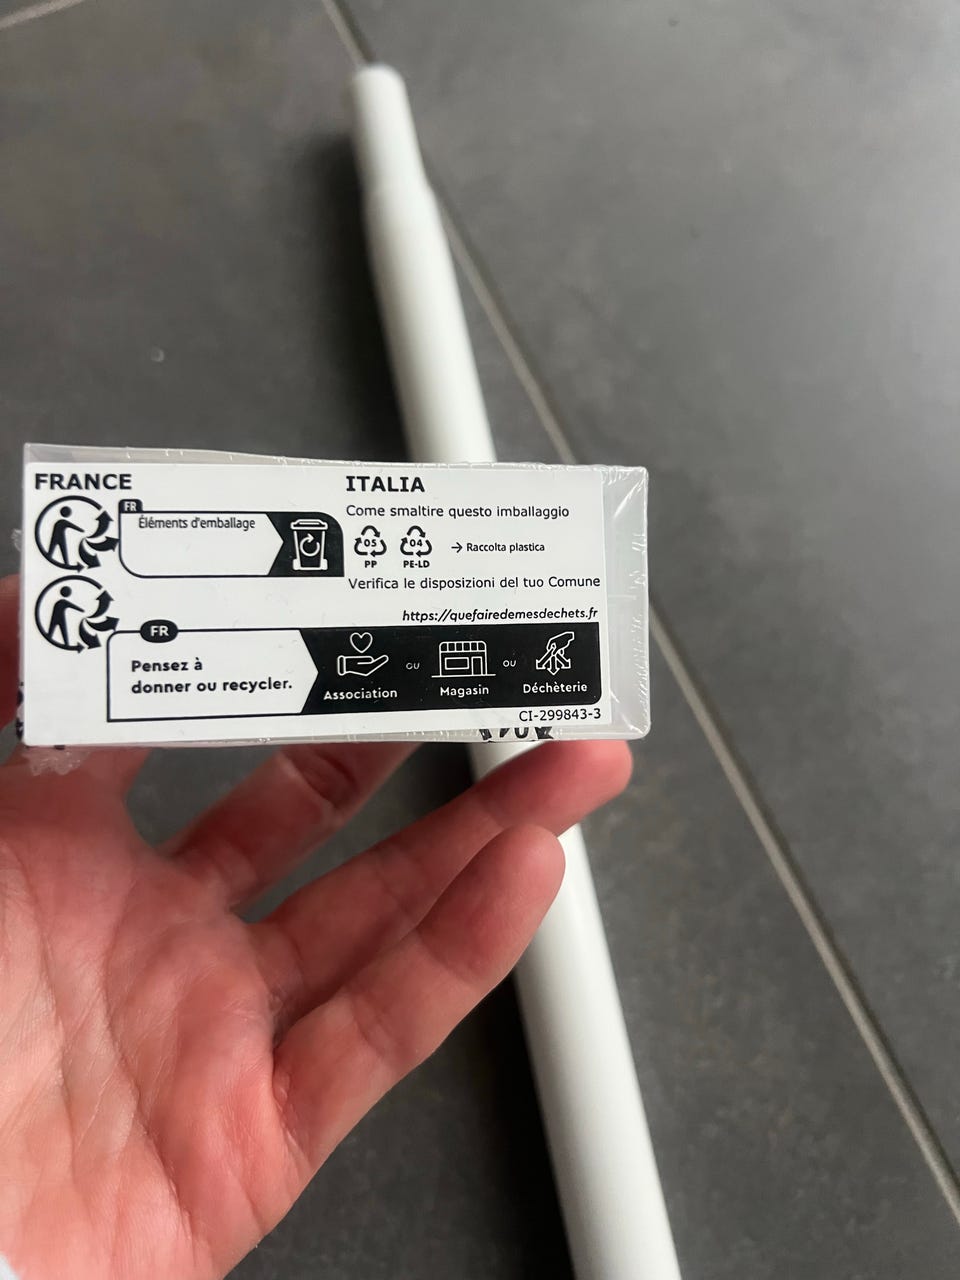 FRANCE
FR
Éléments d'emballage
FR
Pensez à
donner ou recycler.
ITALIA
Come smaltire questo imballaggio
05 04
PP PE-LD
→ Raccolta plastica
Verifica le disposizioni del tuo Comune
https://quefairedemesdechets.fr
OU OU
Association Magasin Déchèterie
CI-299843-3